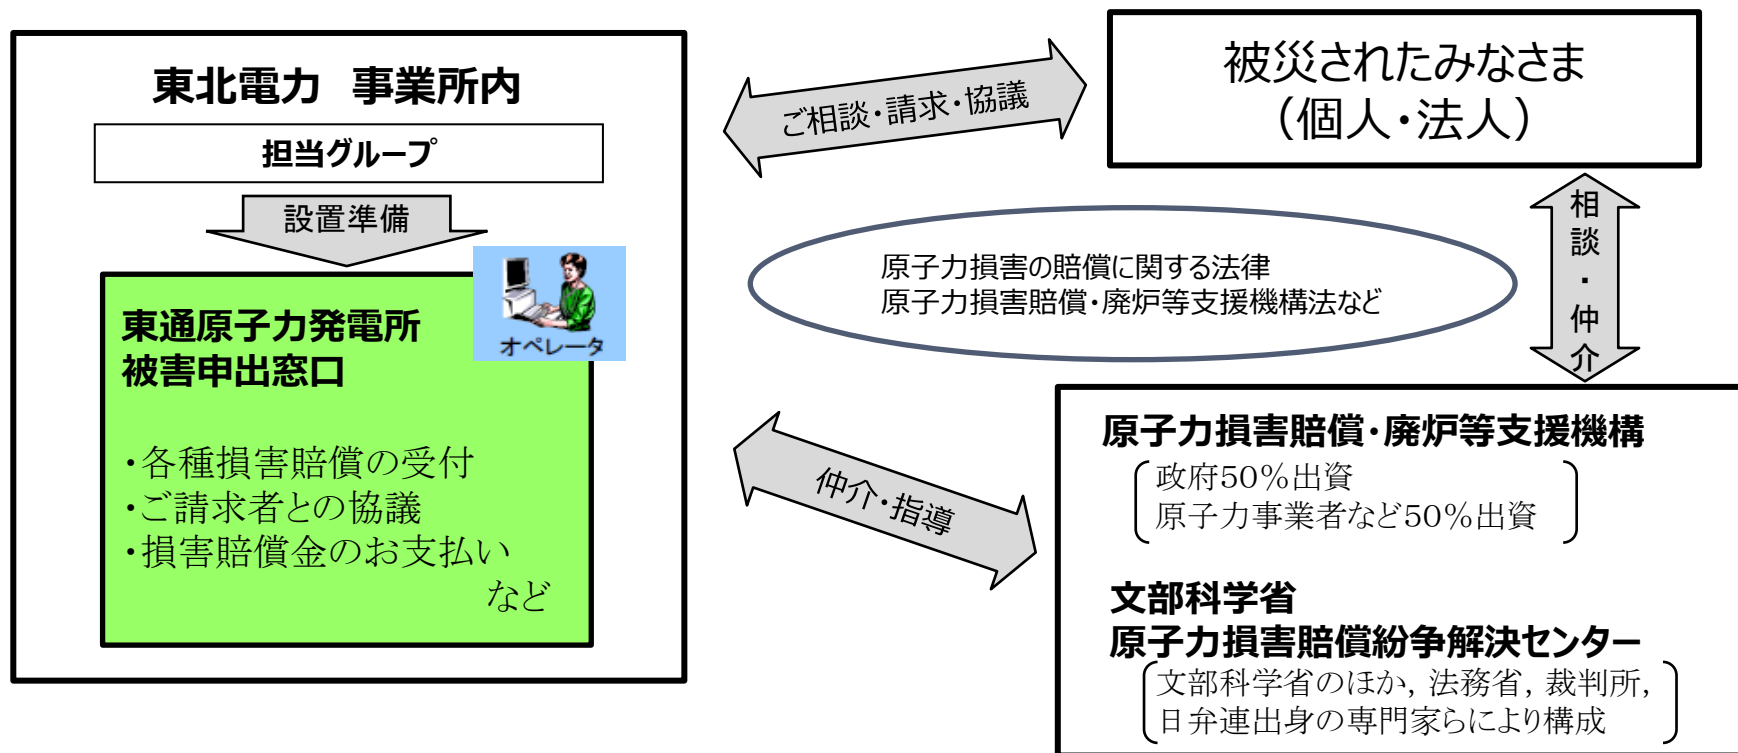 東北電力 事業所内
担当グループ
設置準備
オペレータ
東通原子力発電所
被害申出窓口
・各種損害賠償の受付
・ご請求者との協議
・損害賠償金のお支払い
など
ご相談・請求・協議
被災されたみなさま
（個人・法人）
原子力損害の賠償に関する法律
原子力損害賠償・廃炉等支援機構法など
相談・仲介
仲介・指導
原子力損害賠償・廃炉等支援機構
政府50％出資
原子力事業者など50％出資
文部科学省
原子力損害賠償紛争解決センター
文部科学省のほか，法務省，裁判所，
日弁連出身の専門家らにより構成